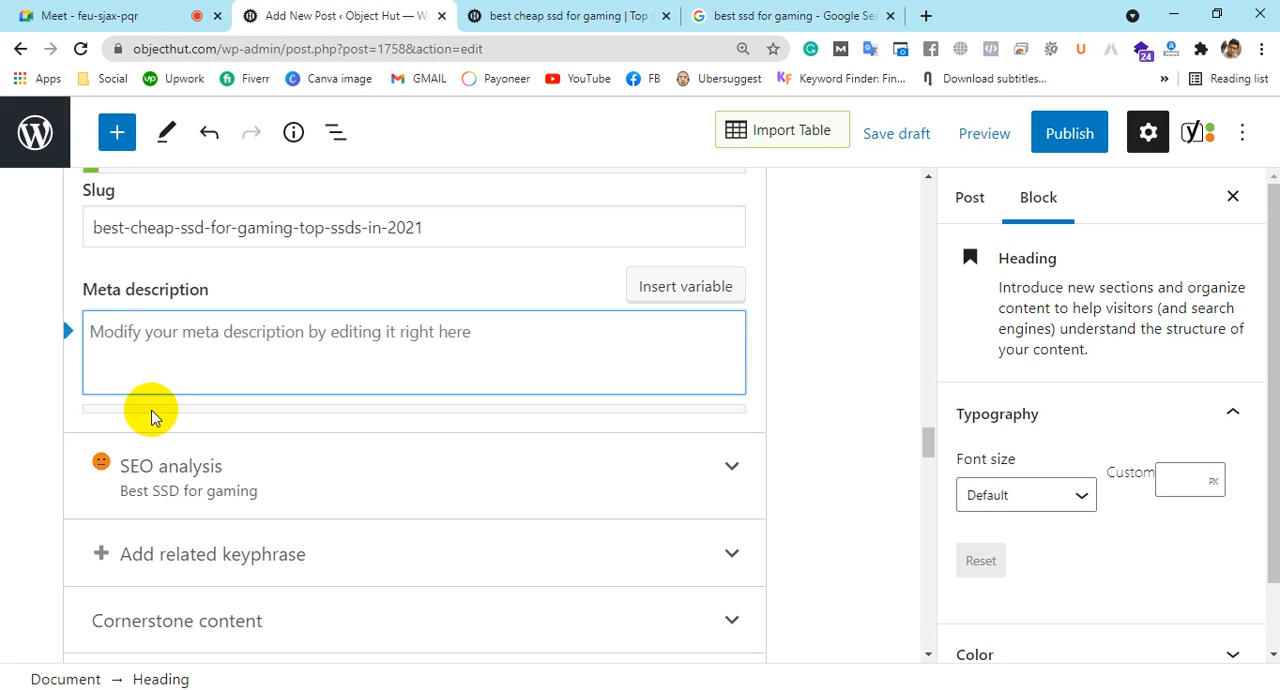 Meet - feu-sjax-pqr
Add New Post ‹ Object Hut — W
best cheap ssd for gaming | Top s
best ssd for gaming - Google Sea
objecthut.com/wp-admin/post.php?post=1758&action=edit
24
Apps
Social
Upwork
Fiverr
Canva image
GMAIL
Payoneer
YouTube
FB
Ubersuggest
Keyword Finder: Fin...
Download subtitles...
»
Reading list
Import Table
Save draft
Preview
Publish
Slug
best-cheap-ssd-for-gaming-top-ssds-in-2021
Meta description
Insert variable
Modify your meta description by editing it right here
SEO analysis
Best SSD for gaming
Add related keyphrase
Cornerstone content
Post
Block
Heading
Introduce new sections and organize
content to help visitors (and search
engines) understand the structure of
your content.
Typography
Font size
Custom
Default
PX
Reset
Color
Document → Heading